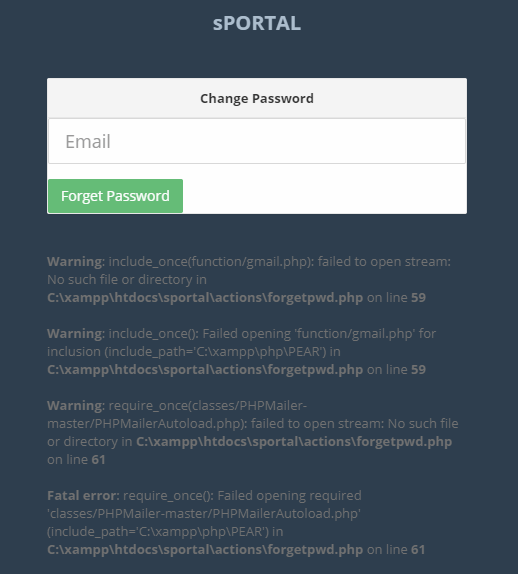 sPORTAL
Change Password
Email
Forget Password
Warning: include_once(function/gmail.php): failed to open stream:
No such file or directory in
C:\xampp\htdocs\sportal\actions\forgetpwd.php on line 59
Warning: include_once(): Failed opening 'function/gmail.php' for
inclusion (include_path='C:\xampp\php\PEAR') in
C:\xampp\htdocs\sportal\actions\forgetpwd.php on line 59
Warning: require_once(classes/PHPMailer-
master/PHPMailerAutoload.php): failed to open stream: No such file
or directory in C:\xampp\htdocs\sportal\actions\forgetpwd.php
on line 61
Fatal error: require_once(): Failed opening required
'classes/PHPMailer-master/PHPMailerAutoload.php'
(include_path='C:\xampp\php\PEAR') in
C:\xampp\htdocs\sportal\actions\forgetpwd.php on line 61